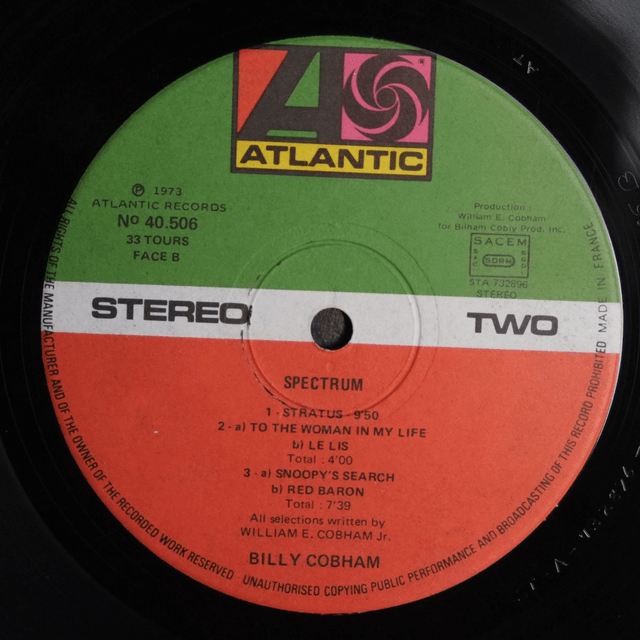 ATLANTIC
Ⓟ 1973
ATLANTIC RECORDS
No 40.506
33 TOURS
FACE B
Production :
William E. Cobham
for Bilham Cobly Prod. Inc.
SACEM
SDRM
STA 732896
STEREO
STEREO TWO
SPECTRUM
1 - STRATUS - 9'50
2 - a) TO THE WOMAN IN MY LIFE
b) LE LIS
Total : 4'00
3 - a) SNOOPY'S SEARCH
b) RED BARON
Total : 7'39
All selections written by
WILLIAM E. COBHAM Jr.
BILLY COBHAM
ALL RIGHTS OF THE MANUFACTURER AND OF THE OWNER OF THE RECORDED WORK RESERVED UNAUTHORISED COPYING PUBLIC PERFORMANCE AND BROADCASTING OF THIS RECORD PROHIBITED MADE IN FRANCE
AT